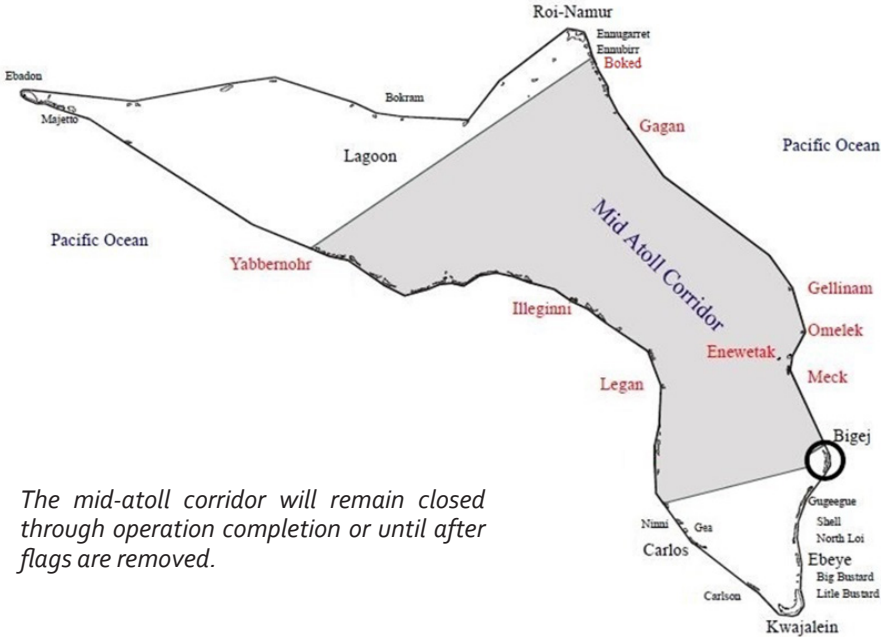 Roi-Namur
Ennugarret
Ennubirr
Boked
Ebadon
Majetto
Bokram
Gagan
Lagoon
Pacific Ocean
Mid Atoll Corridor
Pacific Ocean
Yabbernohr
Gellinam
Illeginni
Omelek
Enewetak
Meck
Legan
Bigej
The mid-atoll corridor will remain closed
through operation completion or until after
flags are removed.
Gugeegue
Shell
North Loi
Ninni
Gea
Carlos
Ebeye
Big Bustard
Litle Bustard
Carlson
Kwajalein